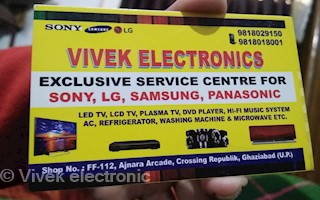 SONY SAMSUNG LG
9818029150
9818018001
VIVEK ELECTRONICS
EXCLUSIVE SERVICE CENTRE FOR
SONY, LG, SAMSUNG, PANASONIC
LED TV, LCD TV, PLASMA TV, DVD PLAYER, HI-FI MUSIC SYSTEM
AC, REFRIGERATOR, WASHING MACHINE & MICROWAVE ETC.
Shop No. : FF-112, Ajnara Arcade, Crossing Republik, Ghaziabad (U.P.)
© Vivek electronic